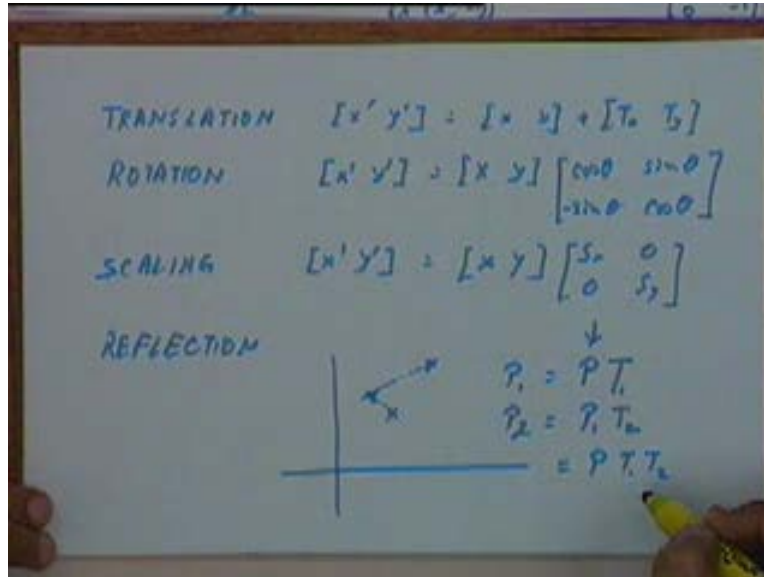 TRANSLATION [x' y'] = [x y] + [Tx Ty]
ROTATION [x' y'] = [x y] [cosθ sinθ
-sinθ cosθ]
SCALING [x' y'] = [x y] [Sx 0
0 Sy]
REFLECTION
↓
P1 = P T1
P2 = P1 T2
= P T1 T2